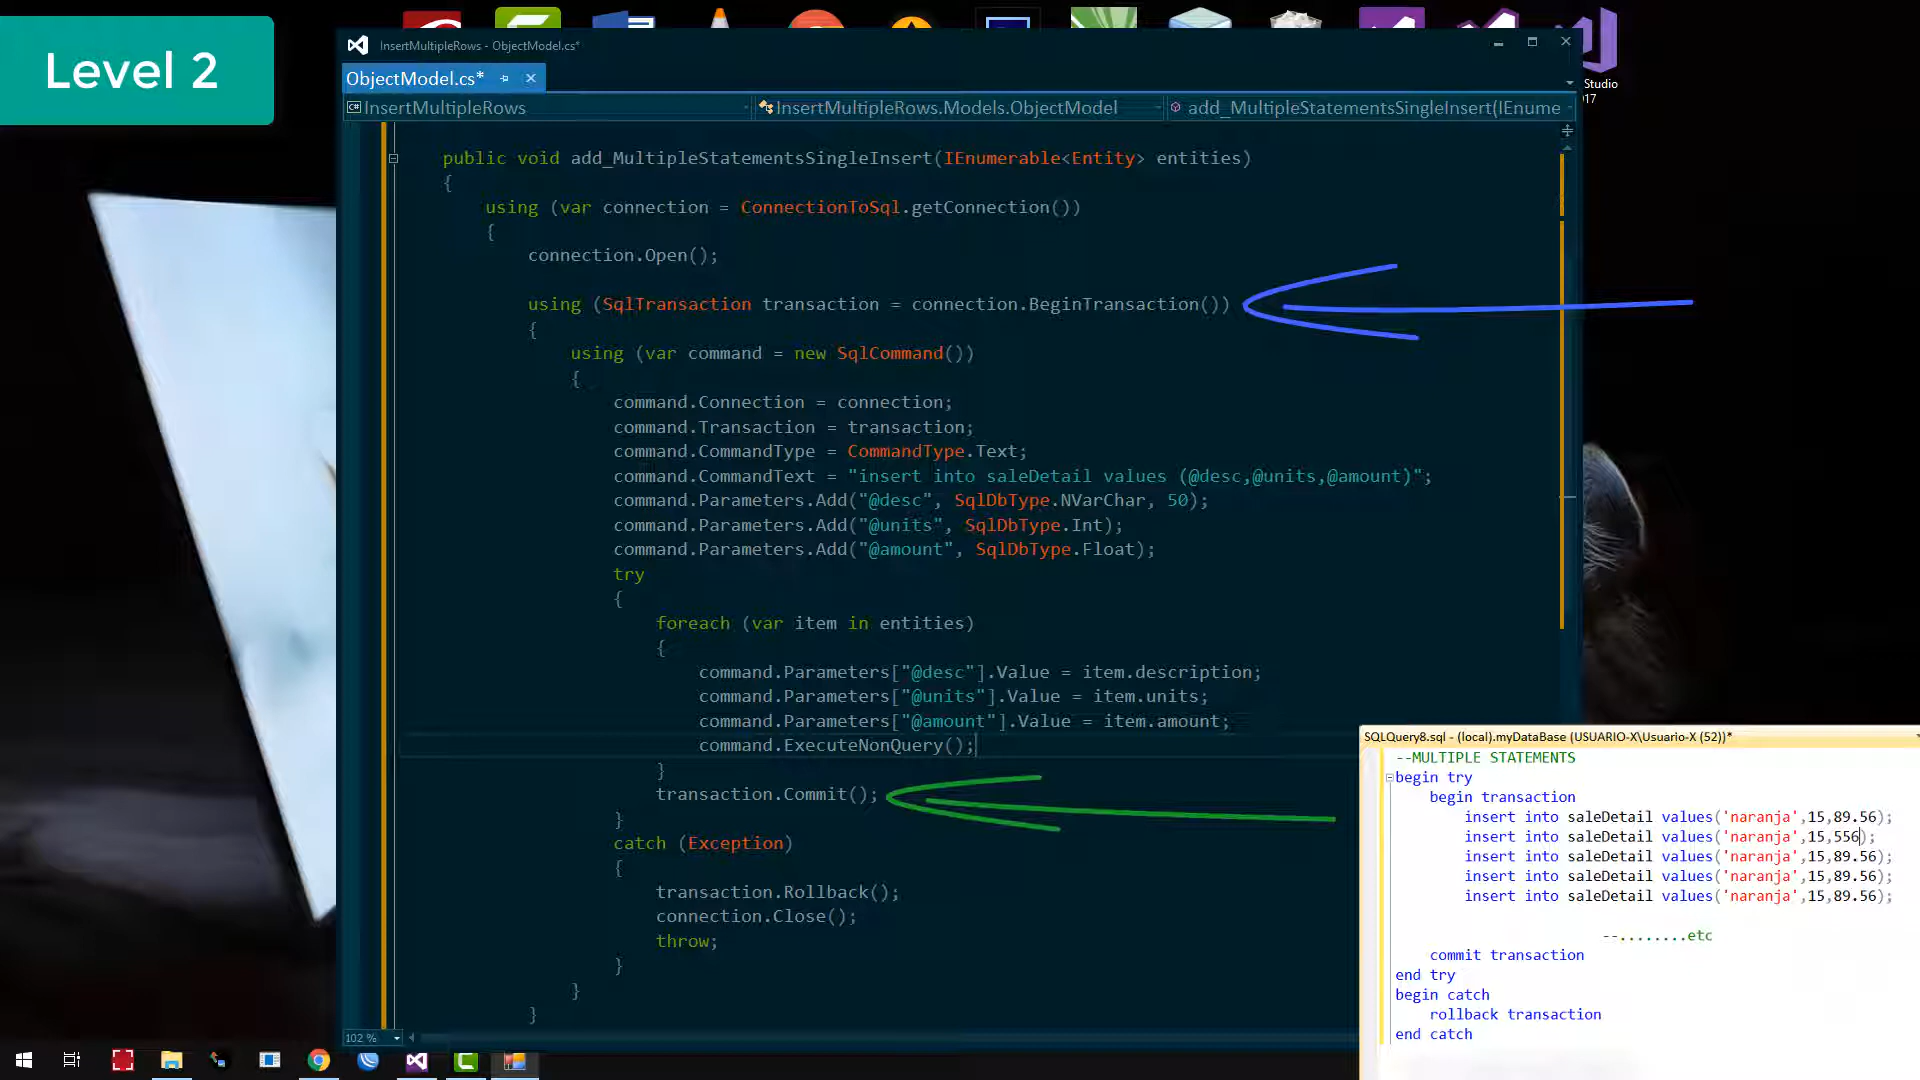 Level 2
InsertMultipleRows - ObjectModel.cs*
ObjectModel.cs*
InsertMultipleRows
InsertMultipleRows.Models.ObjectModel
add_MultipleStatementsSingleInsert(IEnume
public void add_MultipleStatementsSingleInsert(IEnumerable<Entity> entities)
{
using (var connection = ConnectionToSql.getConnection())
{
connection.Open();
using (SqlTransaction transaction = connection.BeginTransaction())
{
using (var command = new SqlCommand())
{
command.Connection = connection;
command.Transaction = transaction;
command.CommandType = CommandType.Text;
command.CommandText = "insert into saleDetail values (@desc,@units,@amount)";
command.Parameters.Add("@desc", SqlDbType.NVarChar, 50);
command.Parameters.Add("@units", SqlDbType.Int);
command.Parameters.Add("@amount", SqlDbType.Float);
try
{
foreach (var item in entities)
{
command.Parameters["@desc"].Value = item.description;
command.Parameters["@units"].Value = item.units;
command.Parameters["@amount"].Value = item.amount;
command.ExecuteNonQuery();
}
transaction.Commit();
}
catch (Exception)
{
transaction.Rollback();
connection.Close();
throw;
}
}
}
102 %
Studio
17
SQLQuery8.sql - (local).myDataBase (USUARIO-X\Usuario-X (52))*
--MULTIPLE STATEMENTS
begin try
begin transaction
insert into saleDetail values('naranja',15,89.56);
insert into saleDetail values('naranja',15,556);
insert into saleDetail values('naranja',15,89.56);
insert into saleDetail values('naranja',15,89.56);
insert into saleDetail values('naranja',15,89.56);
--........etc
commit transaction
end try
begin catch
rollback transaction
end catch